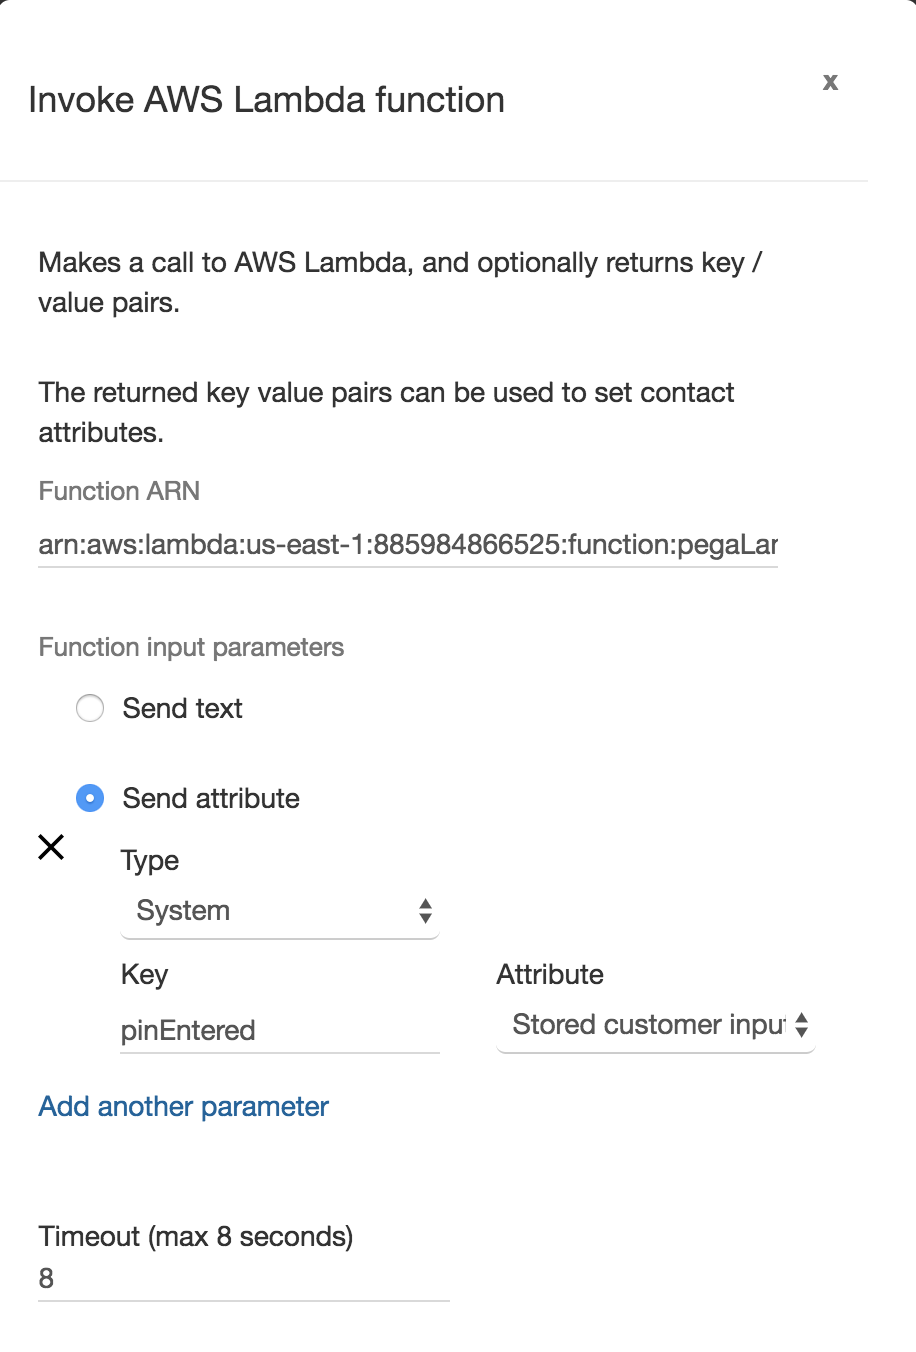 Invoke AWS Lambda function
x
Makes a call to AWS Lambda, and optionally returns key /
value pairs.
The returned key value pairs can be used to set contact
attributes.
Function ARN
arn:aws:lambda:us-east-1:885984866525:function:pegaLar
Function input parameters
Send text
Send attribute
Type
System
Key
Attribute
pinEntered
Stored customer input
Add another parameter
Timeout (max 8 seconds)
8